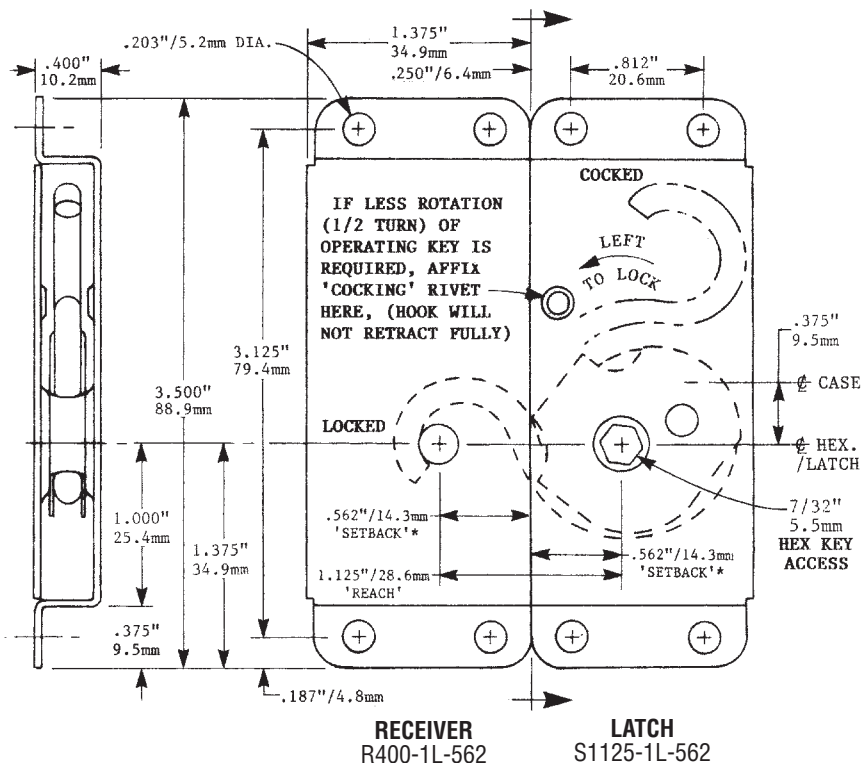 1.375"
34.9mm
.203"/5.2mm DIA.
.400"
10.2mm
.250"/6.4mm
.812"
20.6mm
COCKED
IF LESS ROTATION
(1/2 TURN) OF
OPERATING KEY IS
REQUIRED, AFFIX
'COCKING' RIVET
HERE, (HOOK WILL
NOT RETRACT FULLY)
LEFT
TO LOCK
.375"
9.5mm
3.125"
79.4mm
3.500"
88.9mm
℄ CASE
LOCKED
℄ HEX.
/LATCH
7/32"
5.5mm
HEX KEY
ACCESS
1.000"
25.4mm
.562"/14.3mm
'SETBACK'*
1.375"
34.9mm
.562"/14.3mm
'SETBACK'*
1.125"/28.6mm
'REACH'
.375"
9.5mm
.187"/4.8mm
RECEIVER
R400-1L-562
LATCH
S1125-1L-562